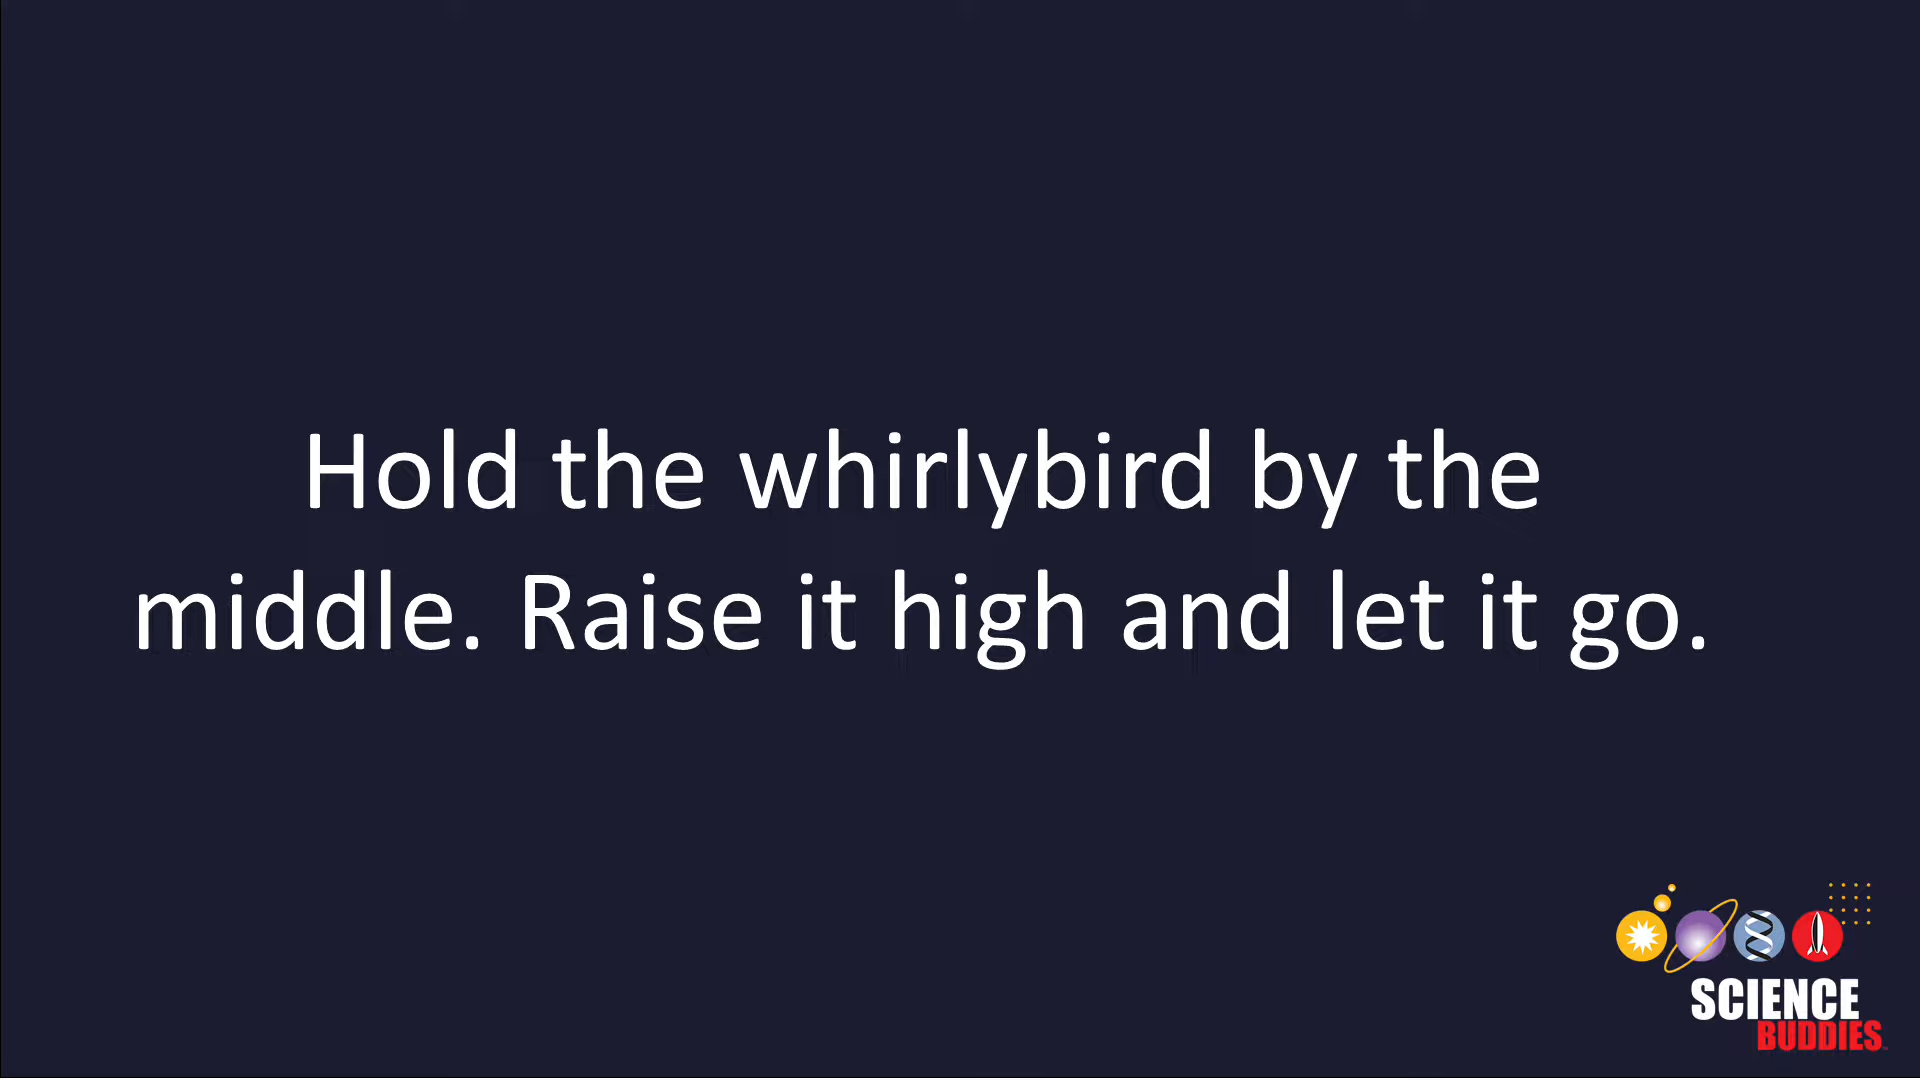 Hold the whirlybird by the
middle. Raise it high and let it go.
SCIENCE
BUDDIES